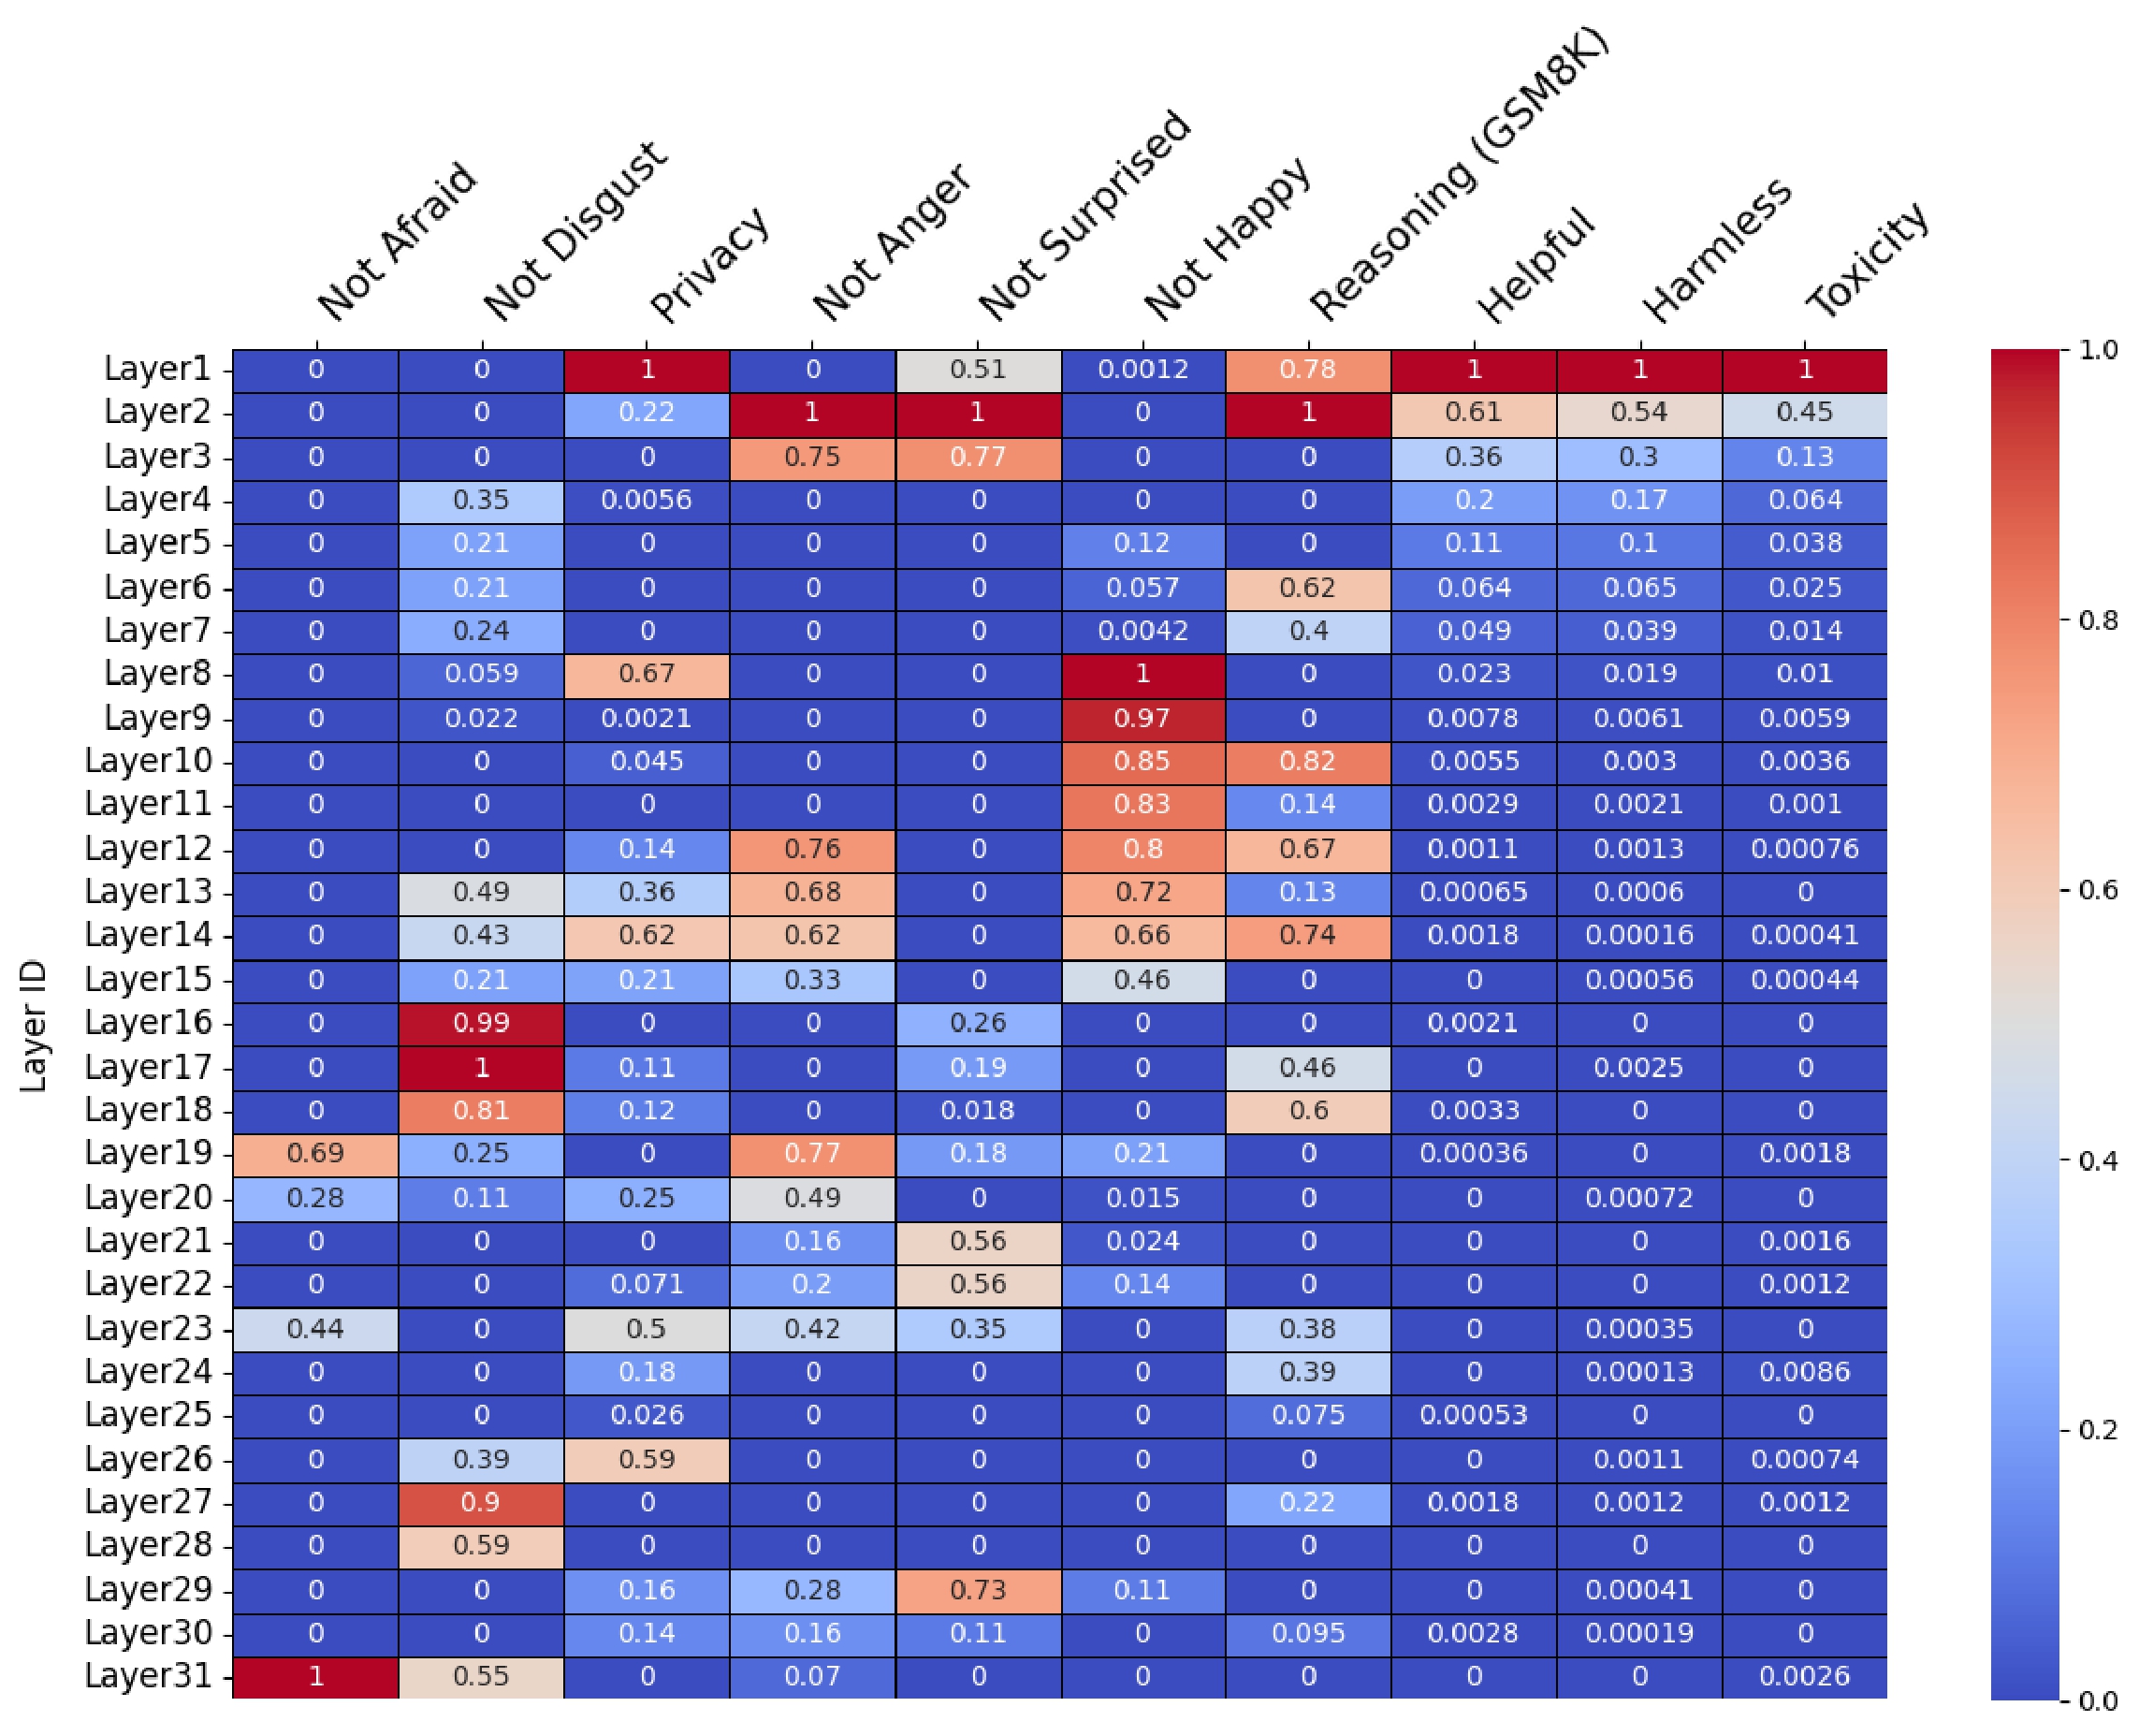 Not Afraid
Not Disgust
Privacy
Not Anger
Not Surprised
Not Happy
Reasoning (GSM8K)
Helpful
Harmless
Toxicity
Layer ID
Layer1 0 0 1 0 0.51 0.0012 0.78 1 1 1
Layer2 0 0 0.22 1 1 0 1 0.61 0.54 0.45
Layer3 0 0 0 0.75 0.77 0 0 0.36 0.3 0.13
Layer4 0 0.35 0.0056 0 0 0 0 0.2 0.17 0.064
Layer5 0 0.21 0 0 0 0.12 0 0.11 0.1 0.038
Layer6 0 0.21 0 0 0 0.057 0.62 0.064 0.065 0.025
Layer7 0 0.24 0 0 0 0.0042 0.4 0.049 0.039 0.014
Layer8 0 0.059 0.67 0 0 1 0 0.023 0.019 0.01
Layer9 0 0.022 0.0021 0 0 0.97 0 0.0078 0.0061 0.0059
Layer10 0 0 0.045 0 0 0.85 0.82 0.0055 0.003 0.0036
Layer11 0 0 0 0 0 0.83 0.14 0.0029 0.0021 0.001
Layer12 0 0 0.14 0.76 0 0.8 0.67 0.0011 0.0013 0.00076
Layer13 0 0.49 0.36 0.68 0 0.72 0.13 0.00065 0.0006 0
Layer14 0 0.43 0.62 0.62 0 0.66 0.74 0.0018 0.00016 0.00041
Layer15 0 0.21 0.21 0.33 0 0.46 0 0 0.00056 0.00044
Layer16 0 0.99 0 0 0.26 0 0 0.0021 0 0
Layer17 0 1 0.11 0 0.19 0 0.46 0 0.0025 0
Layer18 0 0.81 0.12 0 0.018 0 0.6 0.0033 0 0
Layer19 0.69 0.25 0 0.77 0.18 0.21 0 0.00036 0 0.0018
Layer20 0.28 0.11 0.25 0.49 0 0.015 0 0 0.00072 0
Layer21 0 0 0 0.16 0.56 0.024 0 0 0 0.0016
Layer22 0 0 0.071 0.2 0.56 0.14 0 0 0 0.0012
Layer23 0.44 0 0.5 0.42 0.35 0 0.38 0 0.00035 0
Layer24 0 0 0.18 0 0 0 0.39 0 0.00013 0.0086
Layer25 0 0 0.026 0 0 0 0.075 0.00053 0 0
Layer26 0 0.39 0.59 0 0 0 0 0 0.0011 0.00074
Layer27 0 0.9 0 0 0 0 0.22 0.0018 0.0012 0.0012
Layer28 0 0.59 0 0 0 0 0 0 0 0
Layer29 0 0 0.16 0.28 0.73 0.11 0 0 0.00041 0
Layer30 0 0 0.14 0.16 0.11 0 0.095 0.0028 0.00019 0
Layer31 1 0.55 0 0.07 0 0 0 0 0 0.0026
1.0
0.8
0.6
0.4
0.2
0.0